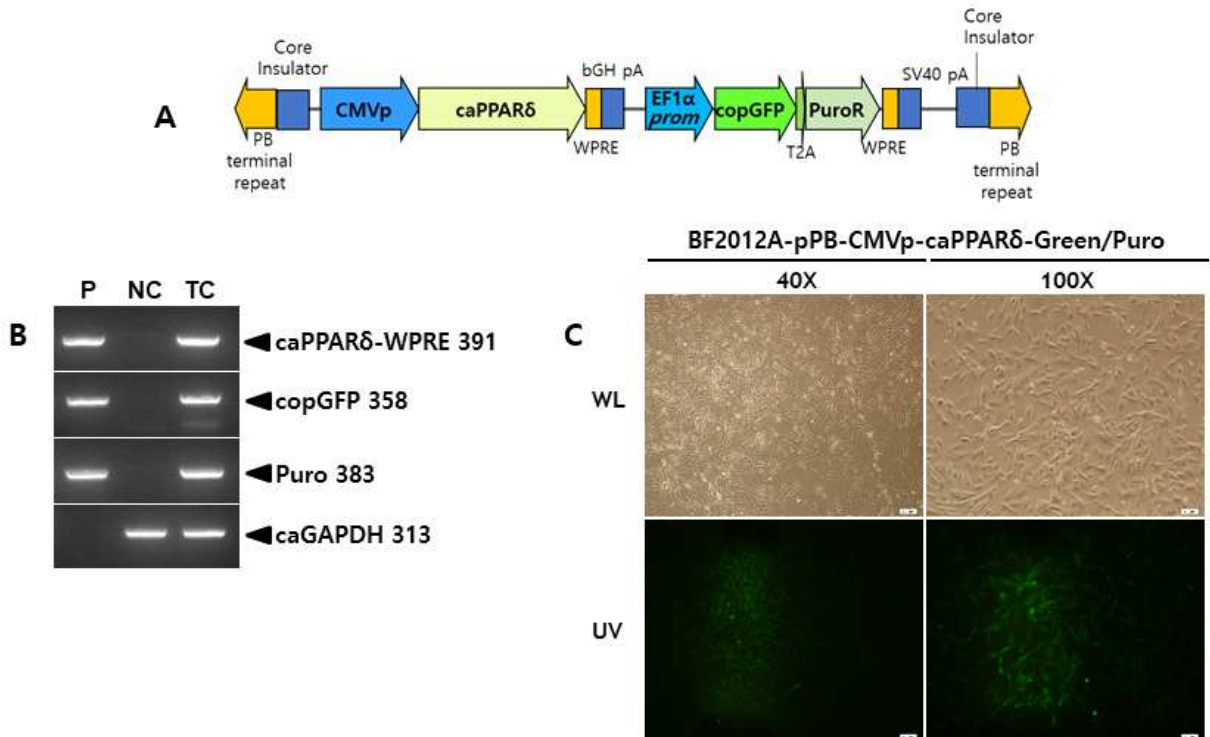 A
Core
Insulator
CMVp
caPPARδ
bGH pA
EF1α
prom
copGFP
PuroR
SV40 pA
Core
Insulator
PB
terminal
repeat
WPRE
T2A
WPRE
PB
terminal
repeat
B
P NC TC
caPPARδ-WPRE 391
copGFP 358
Puro 383
caGAPDH 313
C
BF2012A-pPB-CMVp-caPPARδ-Green/Puro
40X 100X
WL
UV